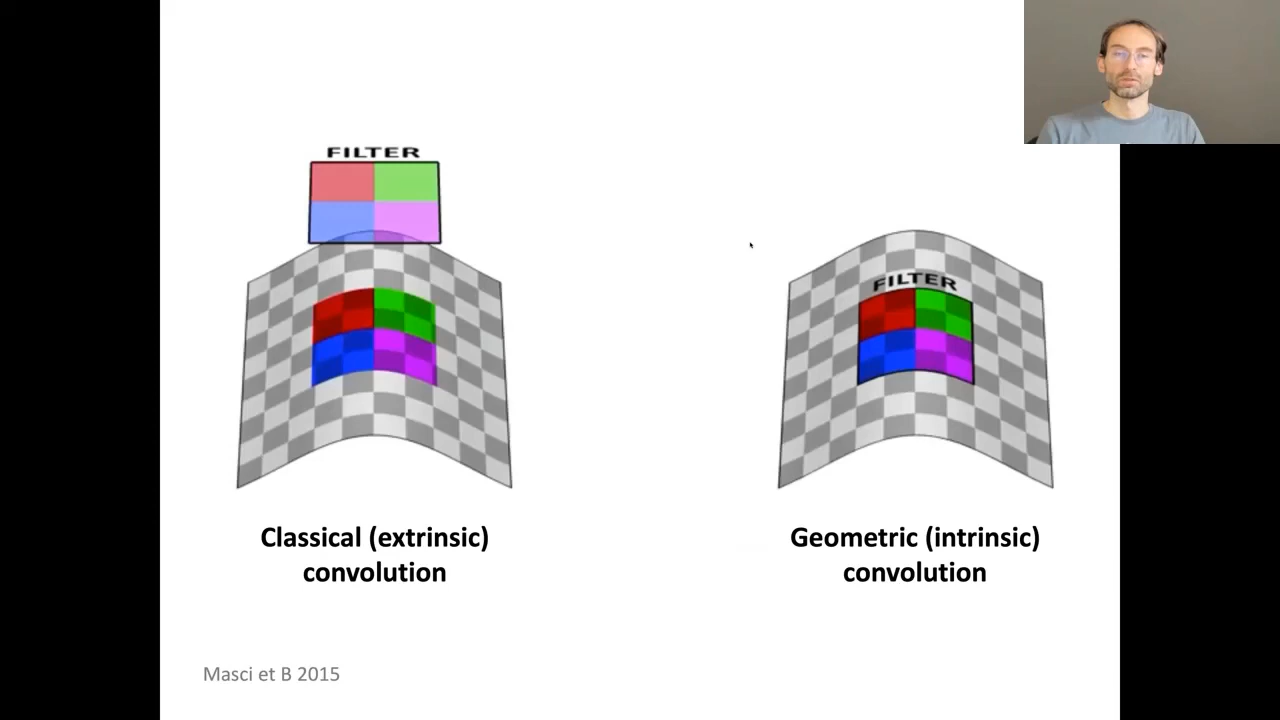 FILTER
FILTER
Classical (extrinsic)
convolution
Geometric (intrinsic)
convolution
Masci et B 2015